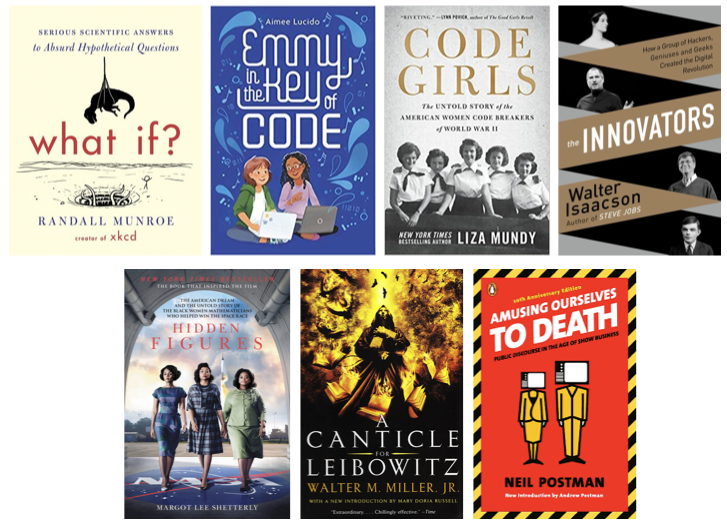 SERIOUS SCIENTIFIC ANSWERS
to Absurd Hypothetical Questions
what if?
RANDALL MUNROE
creator of xkcd
Aimee Lucido
Emmy
in the Key of
CODE
"RIVETING." —LYNN POVICH, author of The Good Girls Revolt
CODE
GIRLS
THE UNTOLD STORY of the
AMERICAN WOMEN CODE BREAKERS
of WORLD WAR II
NEW YORK TIMES
BESTSELLING AUTHOR
LIZA MUNDY
How a Group of Hackers,
Geniuses and Geeks
Created the Digital
Revolution
the INNOVATORS
Walter
Isaacson
Author of STEVE JOBS
NEW YORK TIMES BESTSELLER
THE BOOK THAT INSPIRED THE FILM
THE AMERICAN DREAM
AND THE UNTOLD STORY OF
THE BLACK WOMEN MATHEMATICIANS
WHO HELPED WIN THE SPACE RACE
HIDDEN
FIGURES
NASA
MARGOT LEE SHETTERLY
A
CANTICLE
FOR
LEIBOWITZ
WALTER M. MILLER, JR.
WITH A NEW INTRODUCTION BY MARY DORIA RUSSELL
"Extraordinary . . . Chillingly effective." —Time
20th Anniversary Edition
AMUSING OURSELVES
TO DEATH
PUBLIC DISCOURSE IN THE AGE OF SHOW BUSINESS
NEIL POSTMAN
New Introduction by Andrew Postman